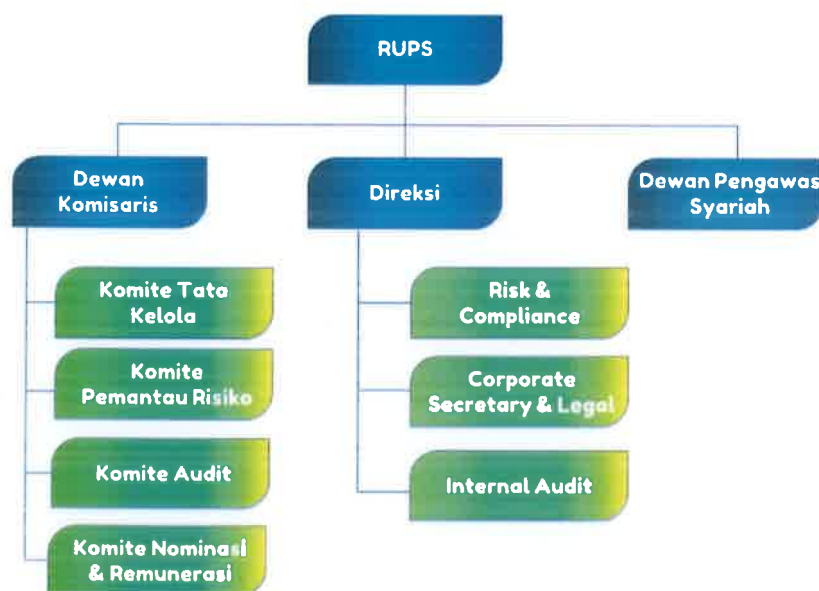 RUPS
Dewan
Komisaris
Direksi
Dewan Pengawas
Syariah
Komite Tata
Kelola
Komite
Pemantau Risiko
Komite Audit
Komite Nominasi
& Remunerasi
Risk &
Compliance
Corporate
Secretary & Legal
Internal Audit